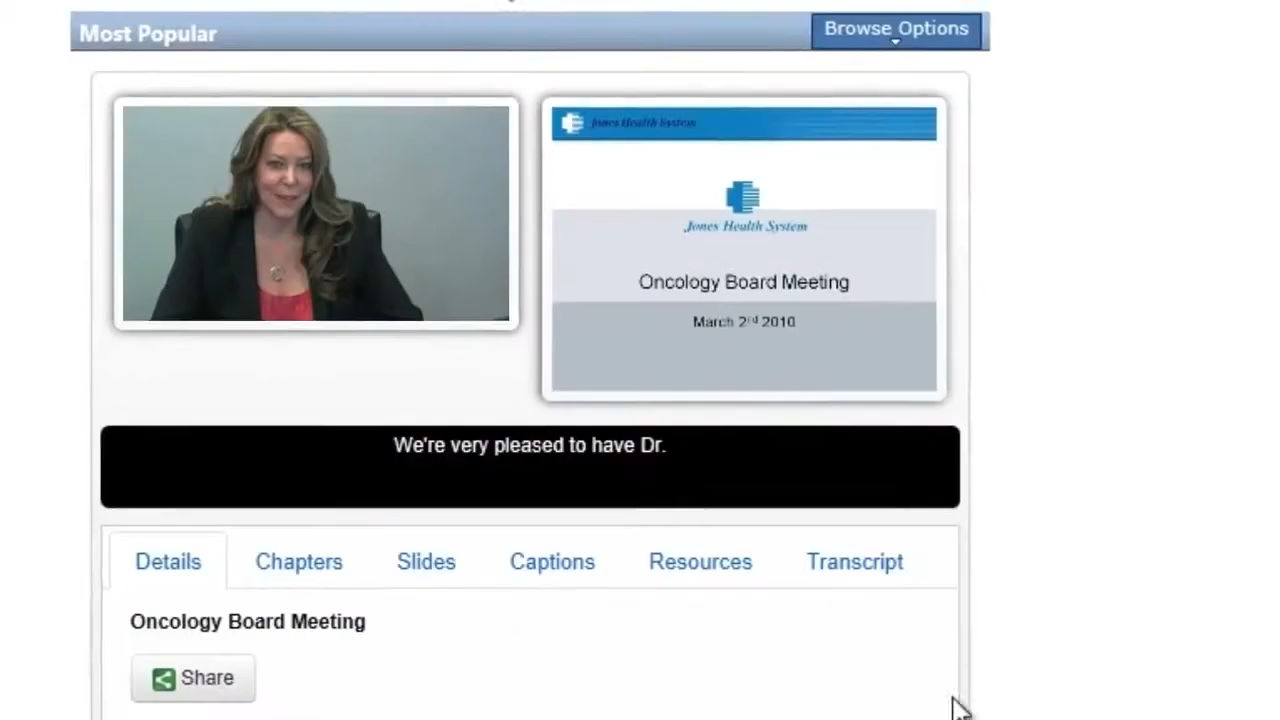 Most Popular
Browse Options
Jones Health System
Jones Health System
Oncology Board Meeting
March 2rd 2010
We're very pleased to have Dr.
Details
Chapters
Slides
Captions
Resources
Transcript
Oncology Board Meeting
Share